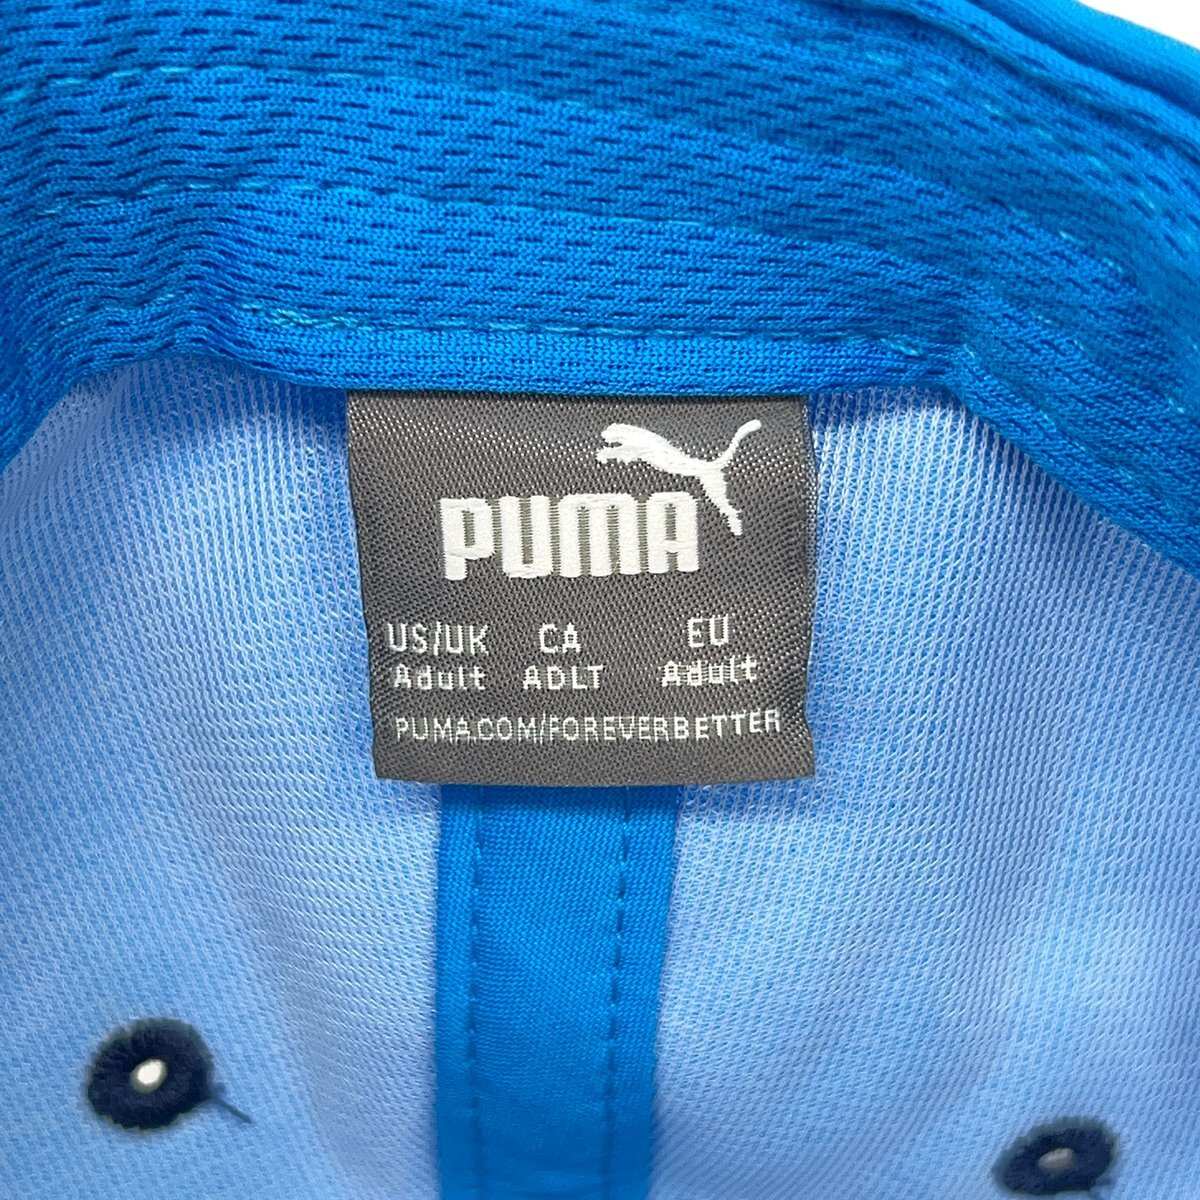 PUMA
US/UK CA EU
Adult ADLT Adult
PUMA.COM/FOREVERBETTER